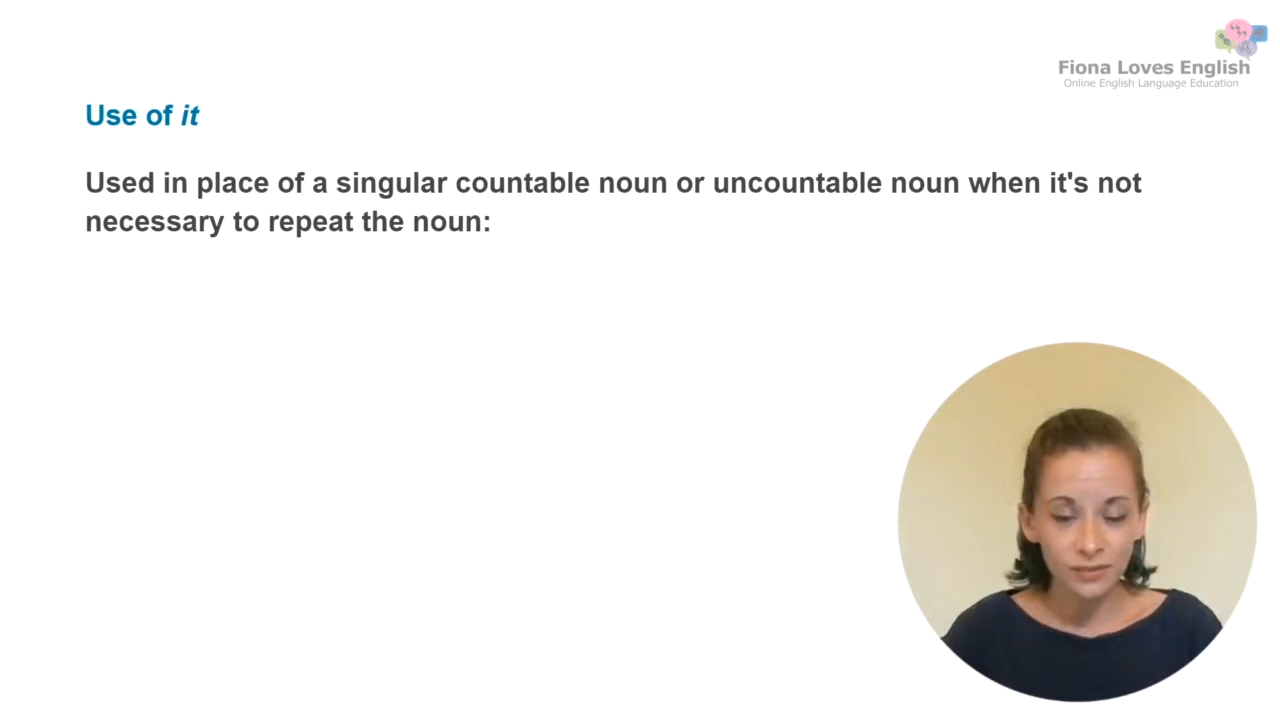 Fiona Loves English
Online English Language Education
Use of it
Used in place of a singular countable noun or uncountable noun when it's not
necessary to repeat the noun: